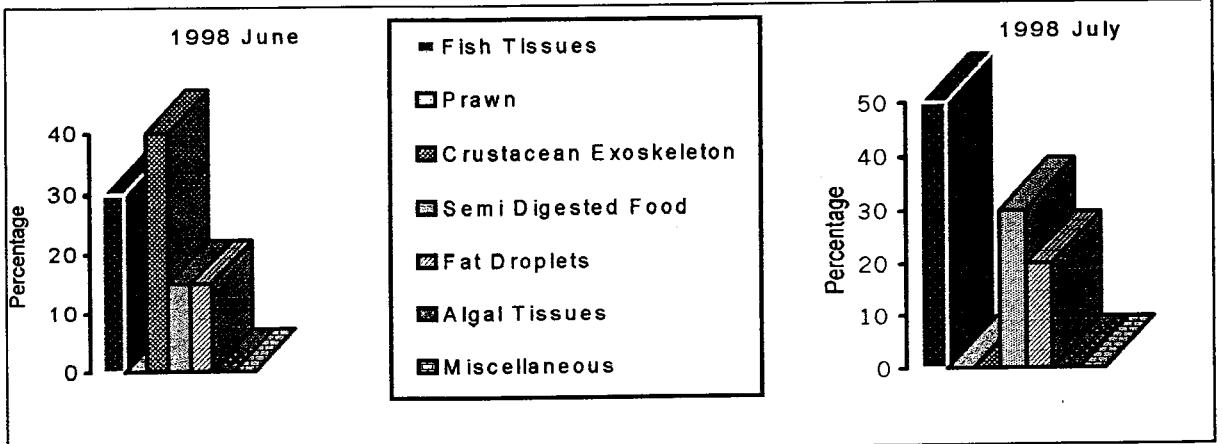 1998 June
Percentage
40
30
20
10
0
Fish Tissues
Prawn
Crustacean Exoskeleton
Semi Digested Food
Fat Droplets
Algal Tissues
Miscellaneous
1998 July
Percentage
50
40
30
20
10
0